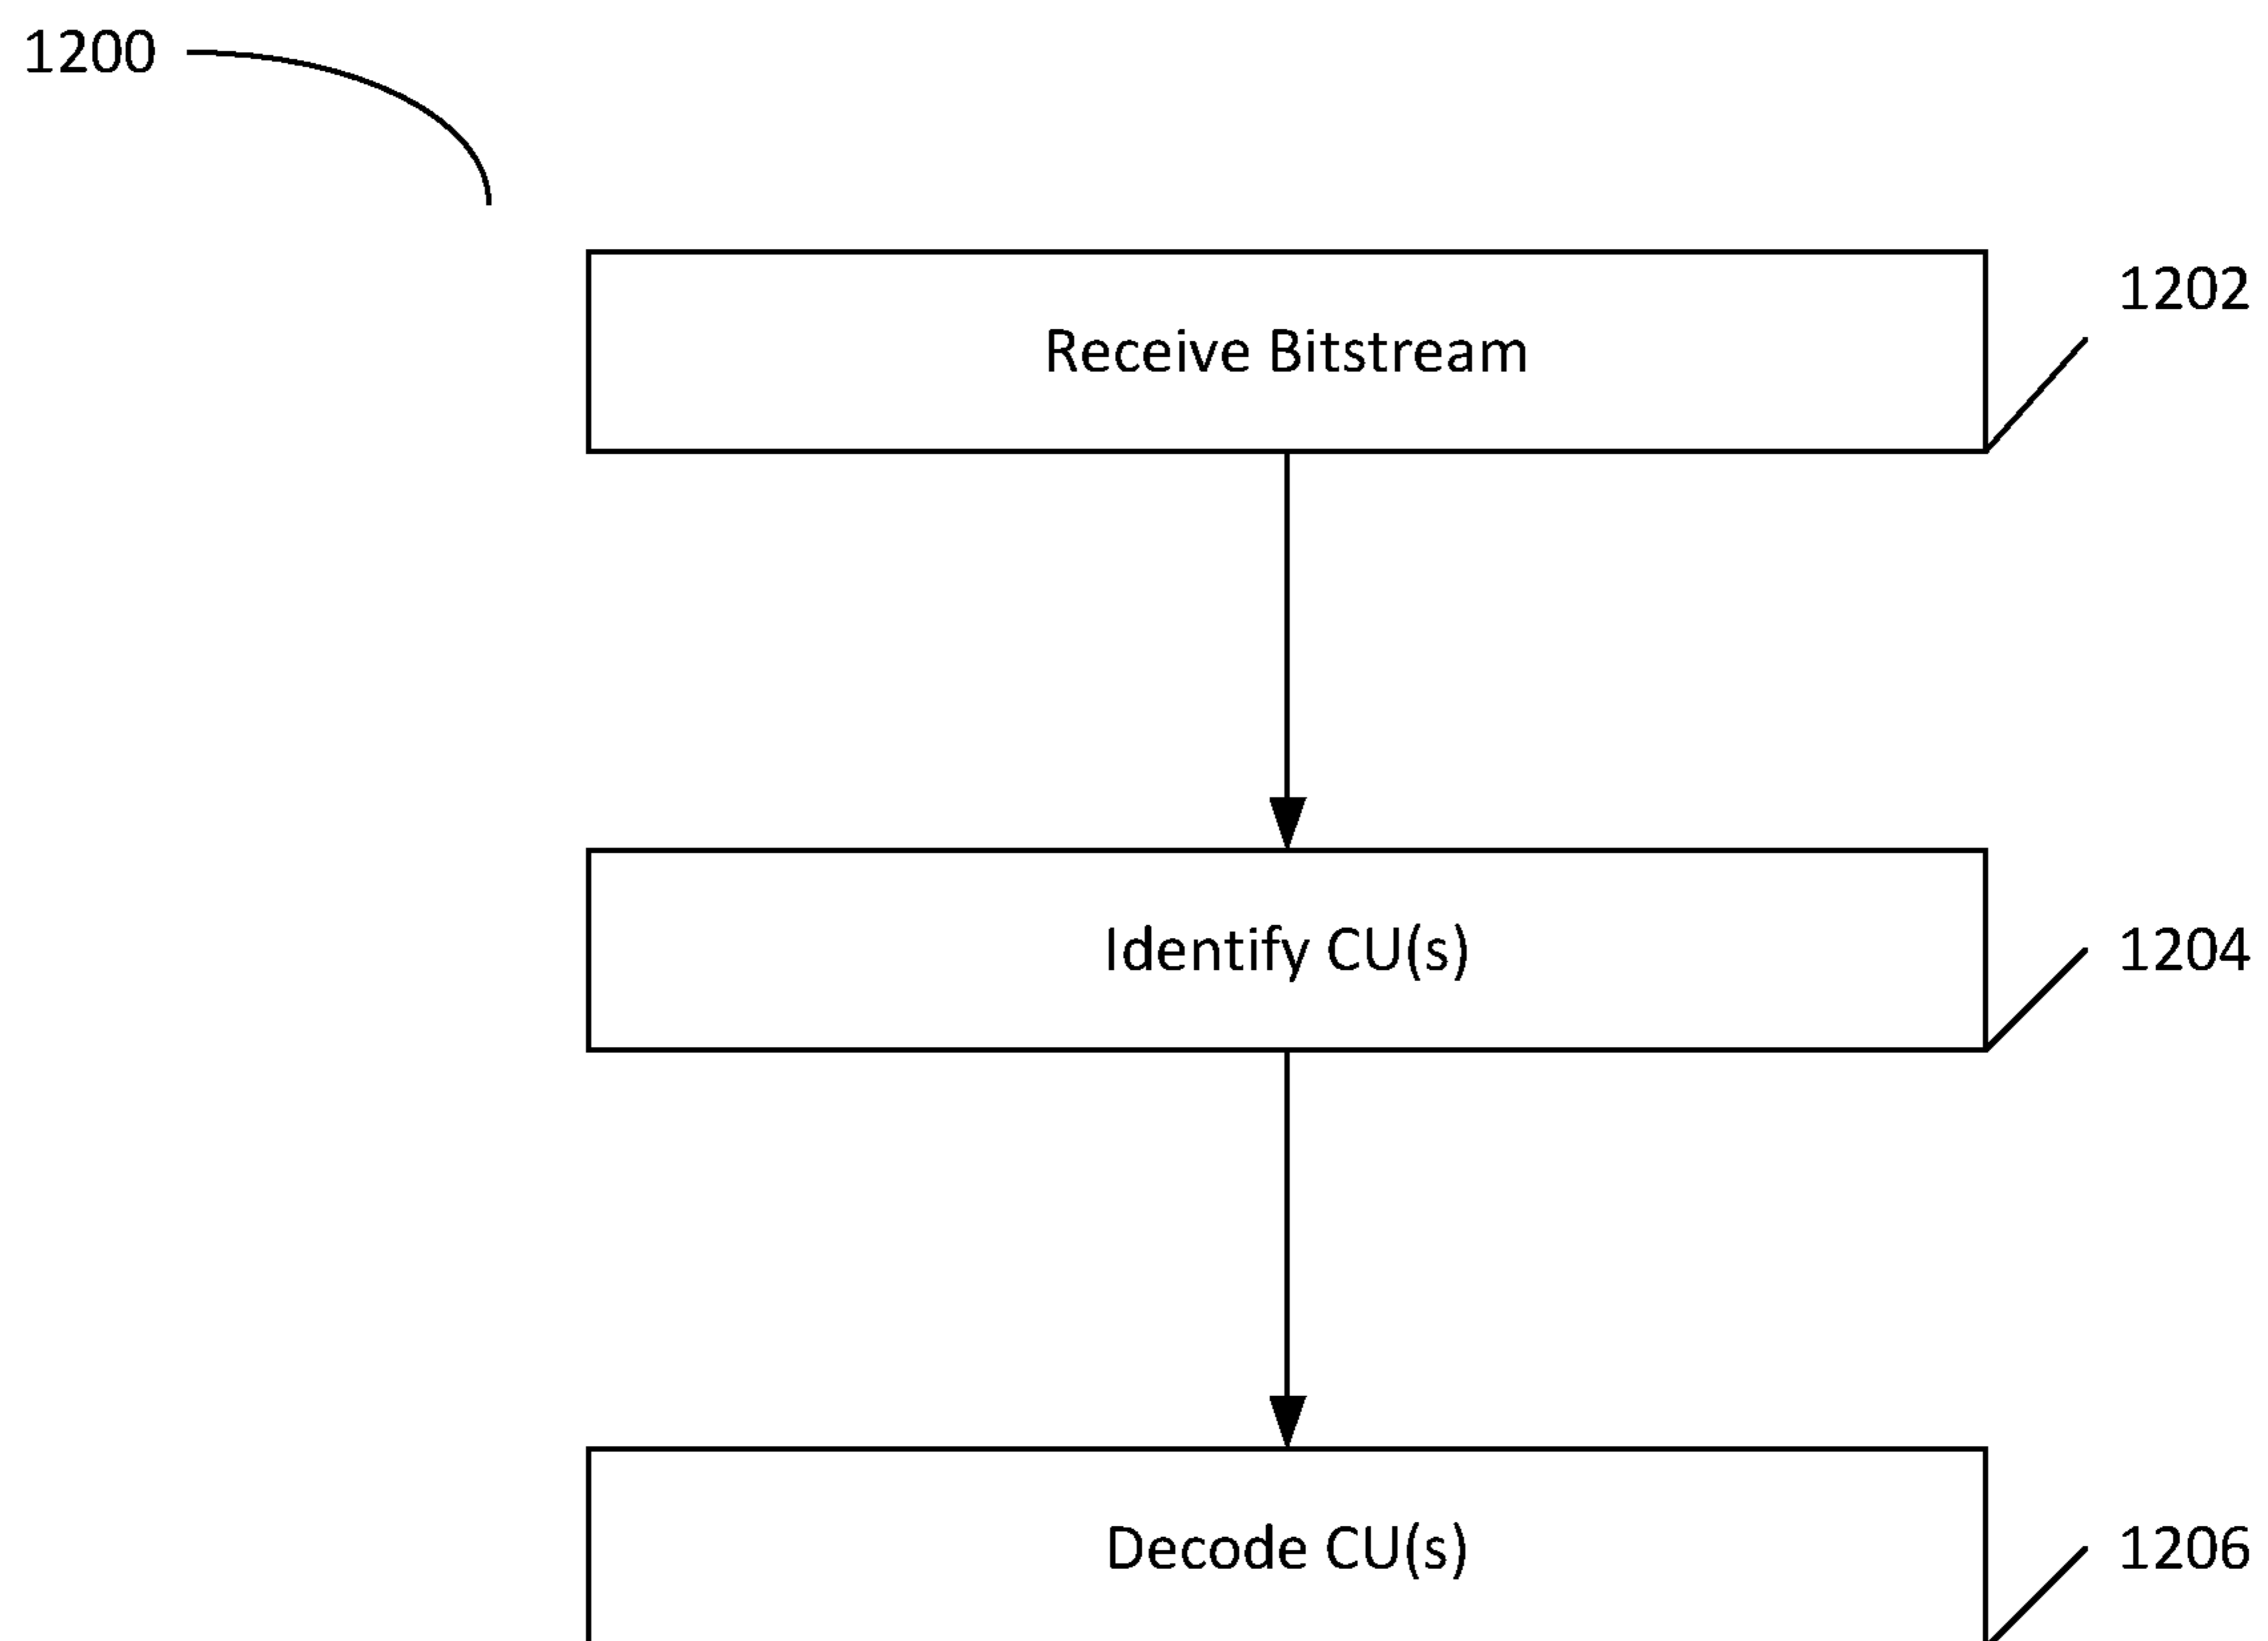 1200
Receive Bitstream
1202
Identify CU(s)
1204
Decode CU(s)
1206